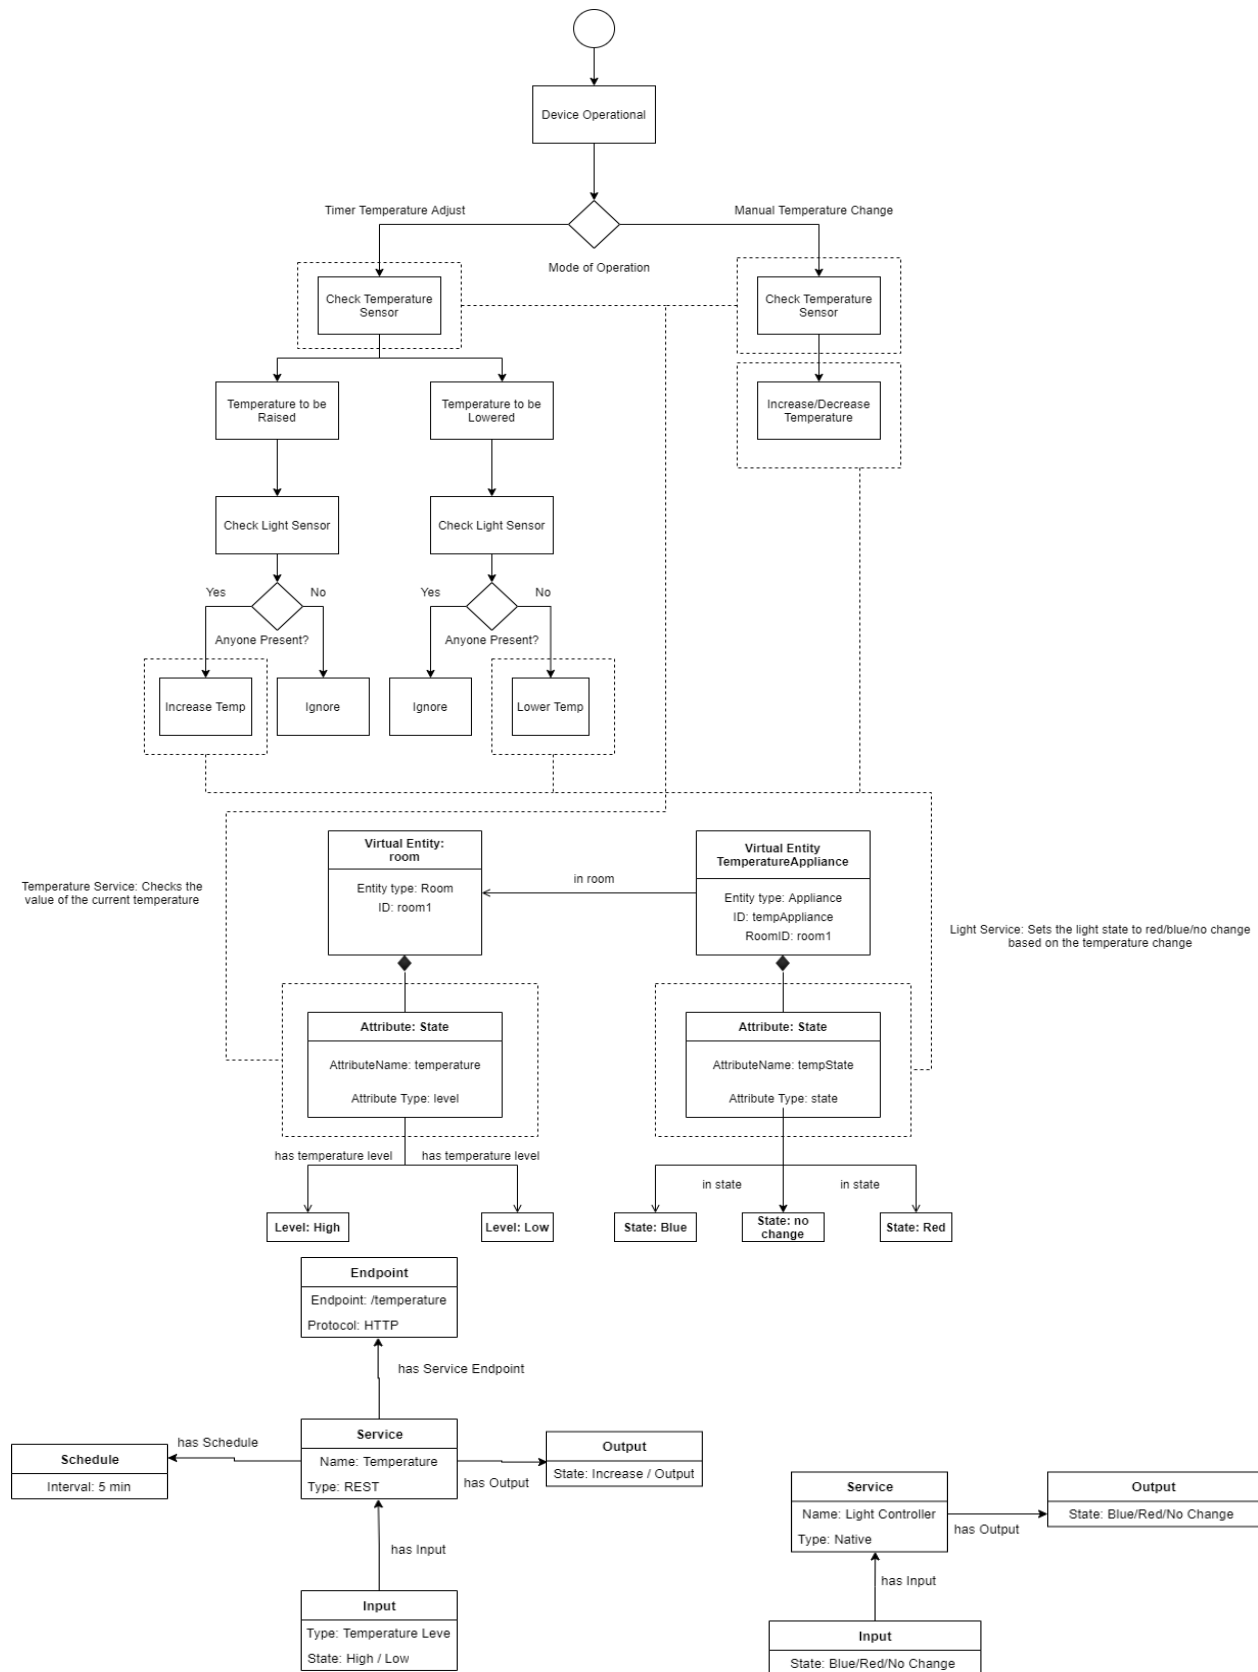 Device Operational
Timer Temperature Adjust
Manual Temperature Change
Mode of Operation
Check Temperature
Sensor
Check Temperature
Sensor
Temperature to be
Raised
Temperature to be
Lowered
Increase/Decrease
Temperature
Check Light Sensor
Check Light Sensor
Yes
No
Yes
No
Anyone Present?
Anyone Present?
Increase Temp
Ignore
Ignore
Lower Temp
Virtual Entity:
room
Entity type: Room
ID: room1
in room
Virtual Entity
TemperatureAppliance
Entity type: Appliance
ID: tempAppliance
RoomID: room1
Temperature Service: Checks the
value of the current temperature
Light Service: Sets the light state to red/blue/no change
based on the temperature change
Attribute: State
AttributeName: temperature
Attribute Type: level
Attribute: State
AttributeName: tempState
Attribute Type: state
has temperature level
has temperature level
in state
in state
Level: High
Level: Low
State: Blue
State: no
change
State: Red
Endpoint
Endpoint: /temperature
Protocol: HTTP
has Service Endpoint
Schedule
Interval: 5 min
has Schedule
Service
Name: Temperature
Type: REST
has Output
Output
State: Increase / Output
has Input
Input
Type: Temperature Leve
State: High / Low
Service
Name: Light Controller
Type: Native
has Output
Output
State: Blue/Red/No Change
has Input
Input
State: Blue/Red/No Change